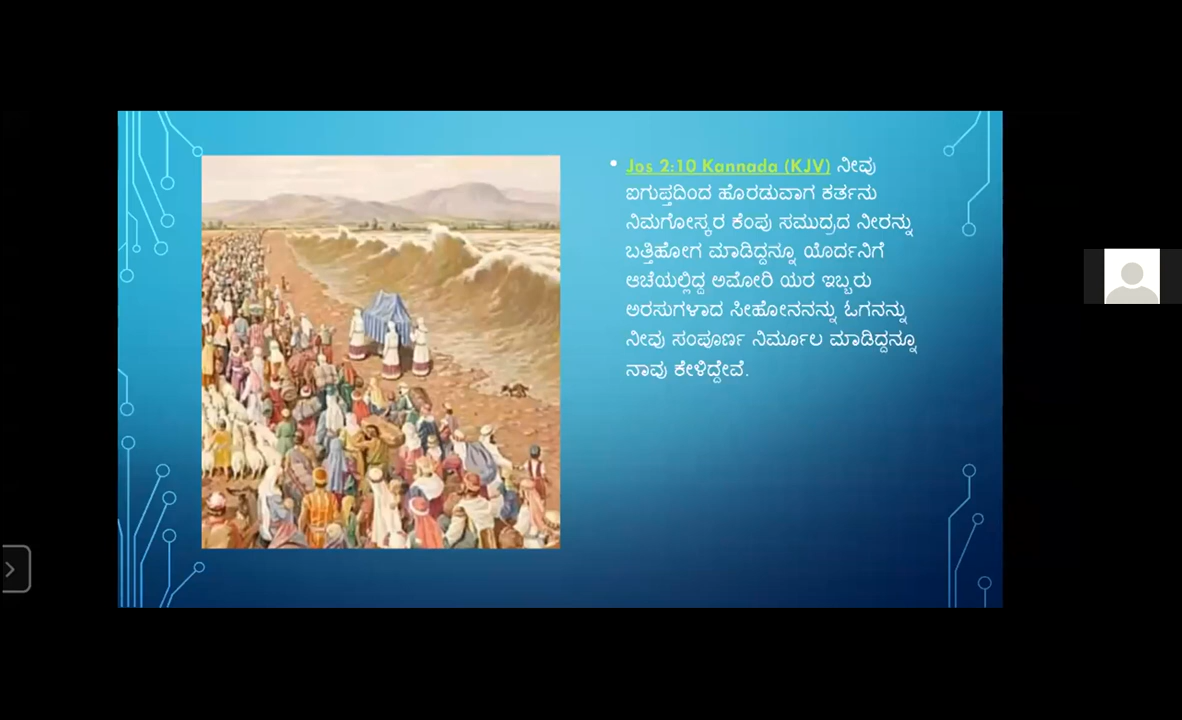 • Jos 2:10 Kannada (KJV) ನೀವು
ಐಗುಪ್ತದಿಂದ ಹೊರಡುವಾಗ ಕರ್ತನು
ನಿಮಗೋಸ್ಕರ ಕೆಂಪು ಸಮುದ್ರದ ನೀರನ್ನು
ಬತ್ತಿಹೋಗ ಮಾಡಿದ್ದನ್ನೂ ಯೊರ್ದನಿಗೆ
ಆಚೆಯಲ್ಲಿದ್ದ ಅಮೋರಿ ಯರ ಇಬ್ಬರು
ಅರಸುಗಳಾದ ಸೀಹೋನನನ್ನು ಓಗನನ್ನು
ನೀವು ಸಂಪೂರ್ಣ ನಿರ್ಮೂಲ ಮಾಡಿದ್ದನ್ನೂ
ನಾವು ಕೇಳಿದ್ದೇವೆ.